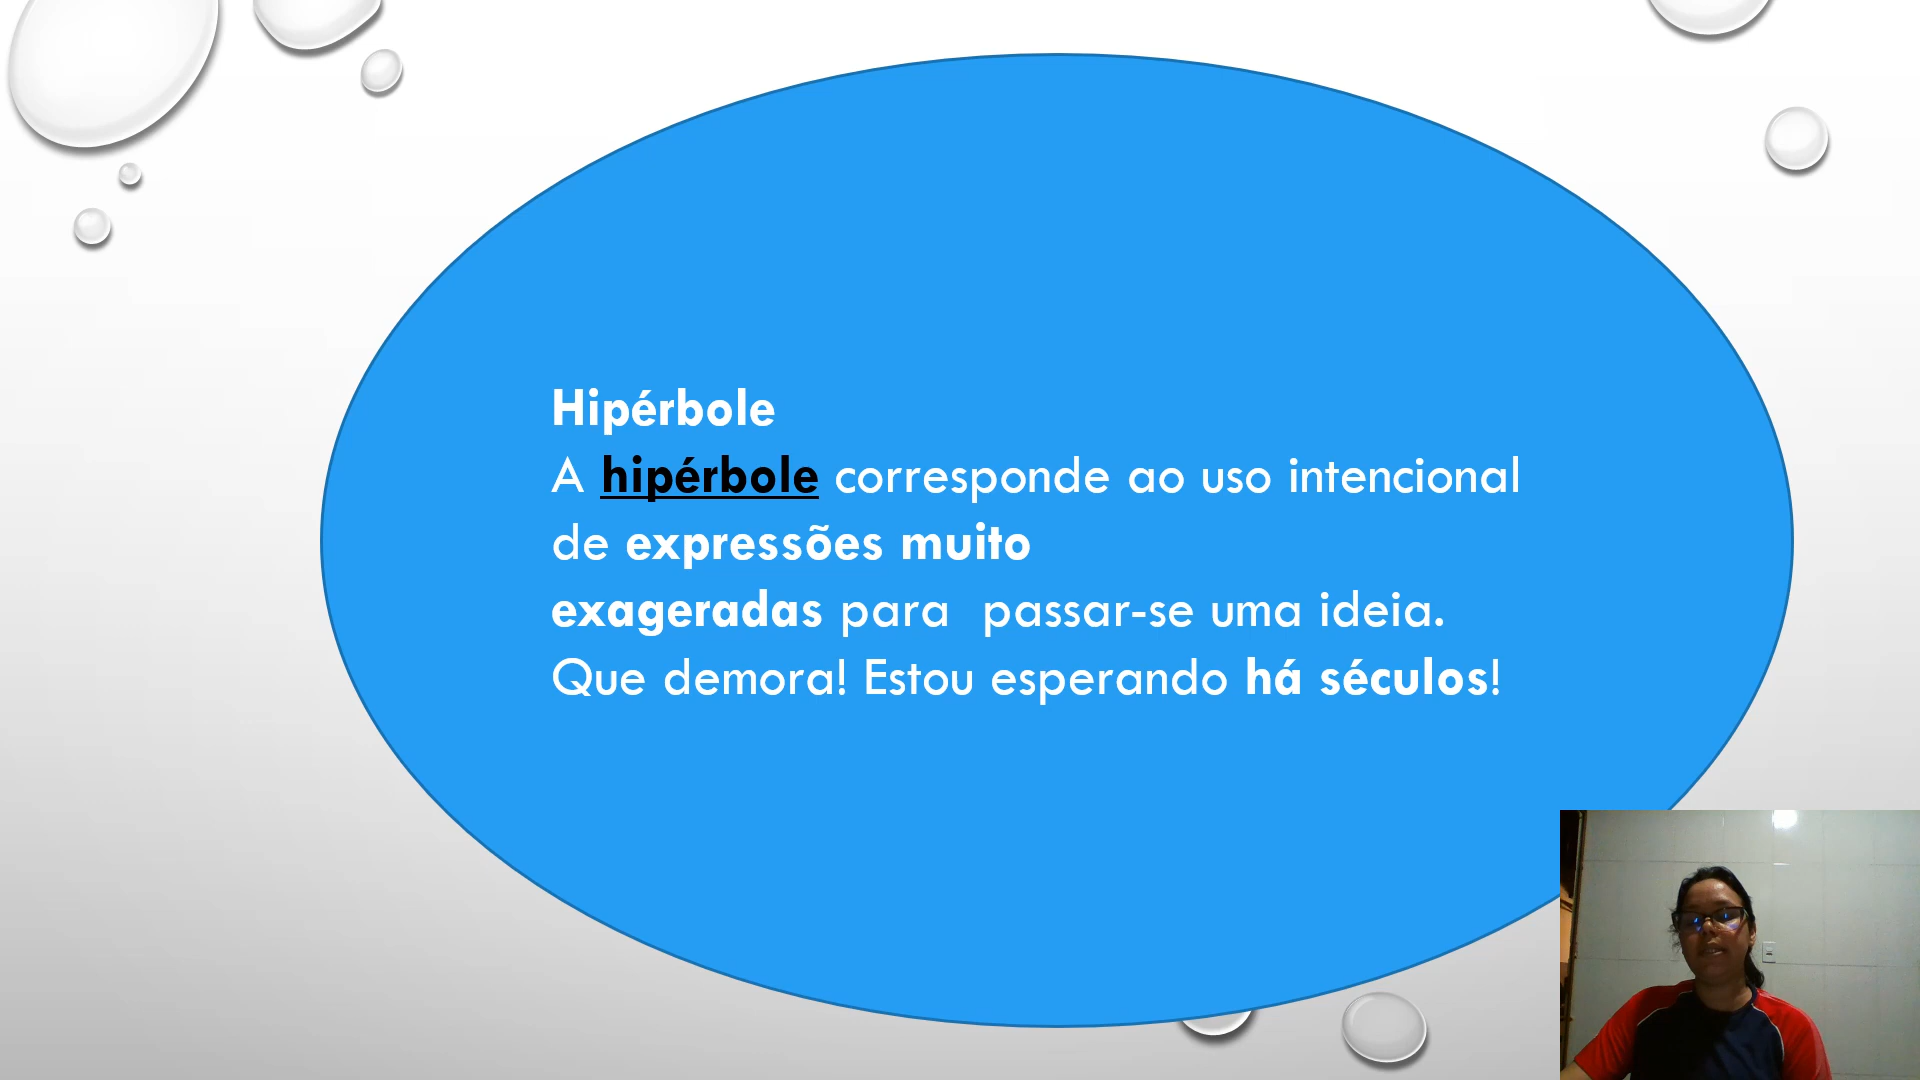 Hipérbole
A hipérbole corresponde ao uso intencional
de expressões muito
exageradas para  passar-se uma ideia.
Que demora! Estou esperando há séculos!